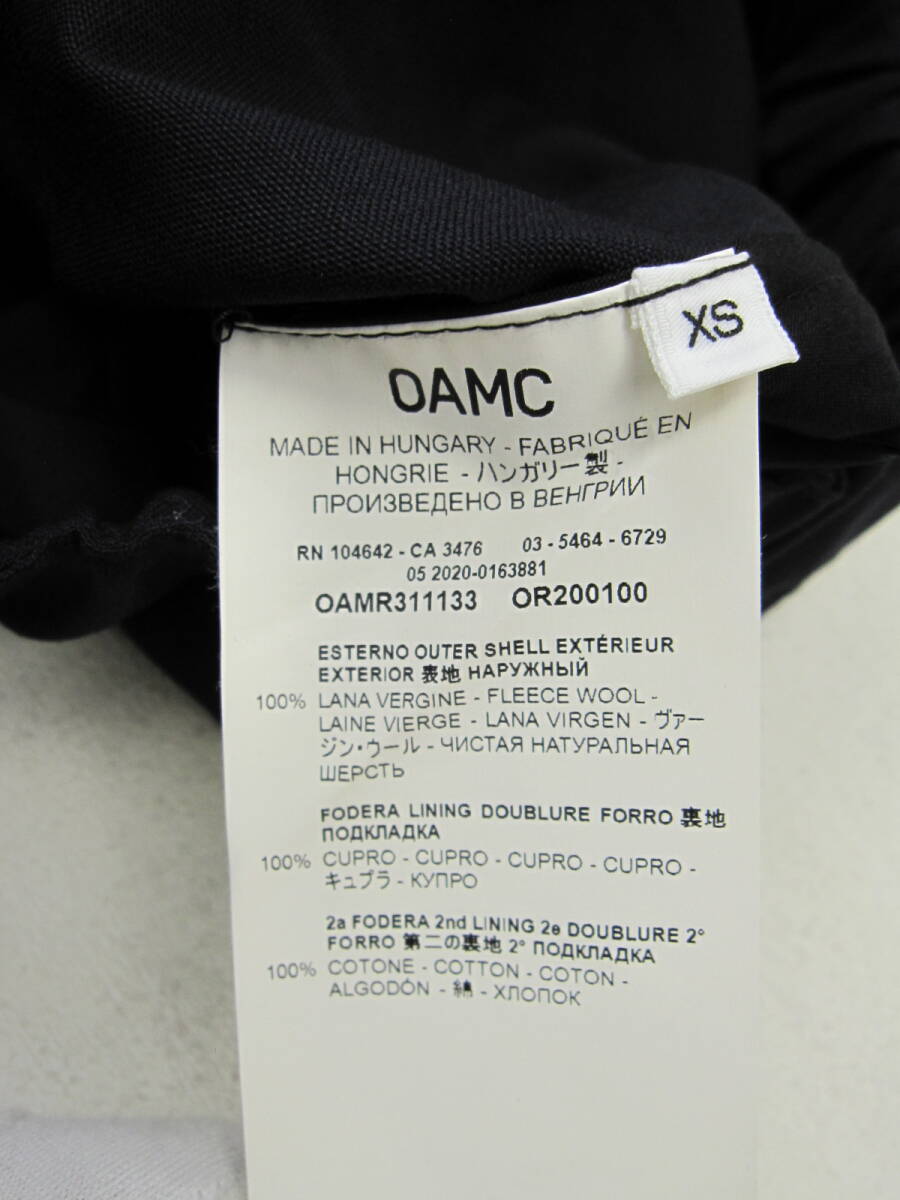 XS
OAMC
MADE IN HUNGARY - FABRIQUÉ EN
HONGRIE - ハンガリー製 -
ПРОИЗВЕДЕНО В ВЕНГРИИ
RN 104642 - CA 3476 03 - 5464 - 6729
05 2020-0163881
OAMR311133 OR200100
ESTERNO OUTER SHELL EXTÉRIEUR
EXTERIOR 表地 НАРУЖНЫЙ
100% LANA VERGINE - FLEECE WOOL -
LAINE VIERGE - LANA VIRGEN - ヴァー
ジン・ウール - ЧИСТАЯ НАТУРАЛЬНАЯ
ШЕРСТЬ
FODERA LINING DOUBLURE FORRO 裏地
ПОДКЛАДКА
100% CUPRO - CUPRO - CUPRO - CUPRO -
キュプラ - КУПРО
2a FODERA 2nd LINING 2e DOUBLURE 2°
FORRO 第二の裏地 2° ПОДКЛАДКА
100% COTONE - COTTON - COTON -
ALGODÓN - 綿 - ХЛОПОК